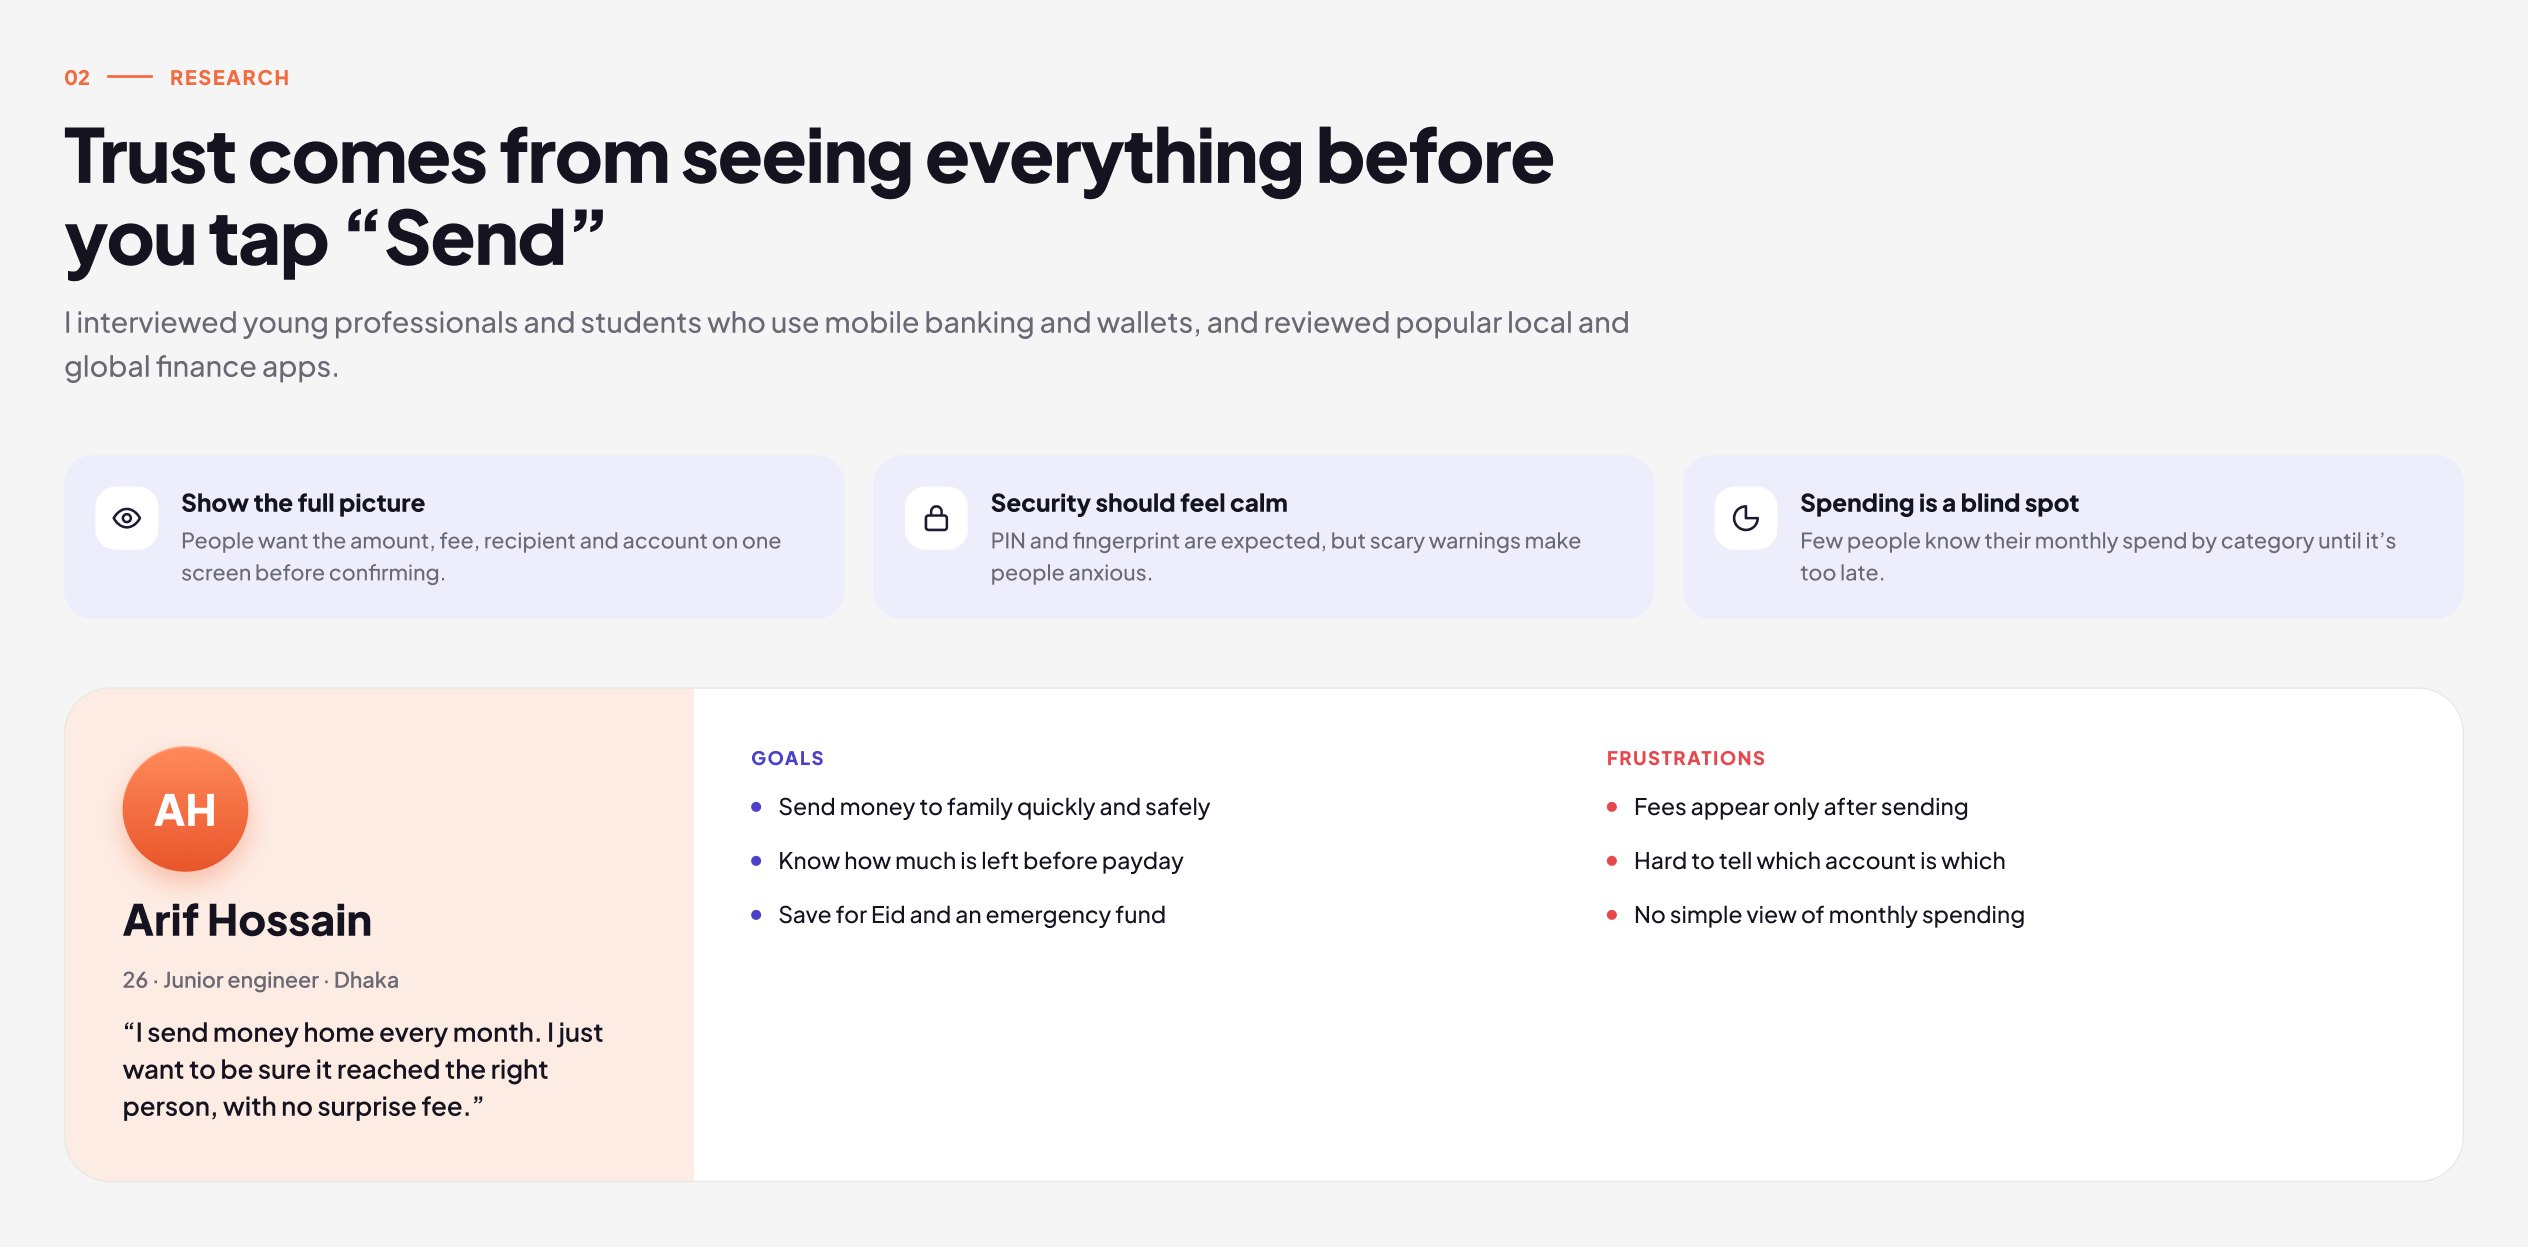 02 RESEARCH
Trust comes from seeing everything before
you tap “Send”
I interviewed young professionals and students who use mobile banking and wallets, and reviewed popular local and
global finance apps.
Show the full picture
People want the amount, fee, recipient and account on one
screen before confirming.
Security should feel calm
PIN and fingerprint are expected, but scary warnings make
people anxious.
Spending is a blind spot
Few people know their monthly spend by category until it’s
too late.
AH
Arif Hossain
26 · Junior engineer · Dhaka
“I send money home every month. I just
want to be sure it reached the right
person, with no surprise fee.”
GOALS
Send money to family quickly and safely
Know how much is left before payday
Save for Eid and an emergency fund
FRUSTRATIONS
Fees appear only after sending
Hard to tell which account is which
No simple view of monthly spending